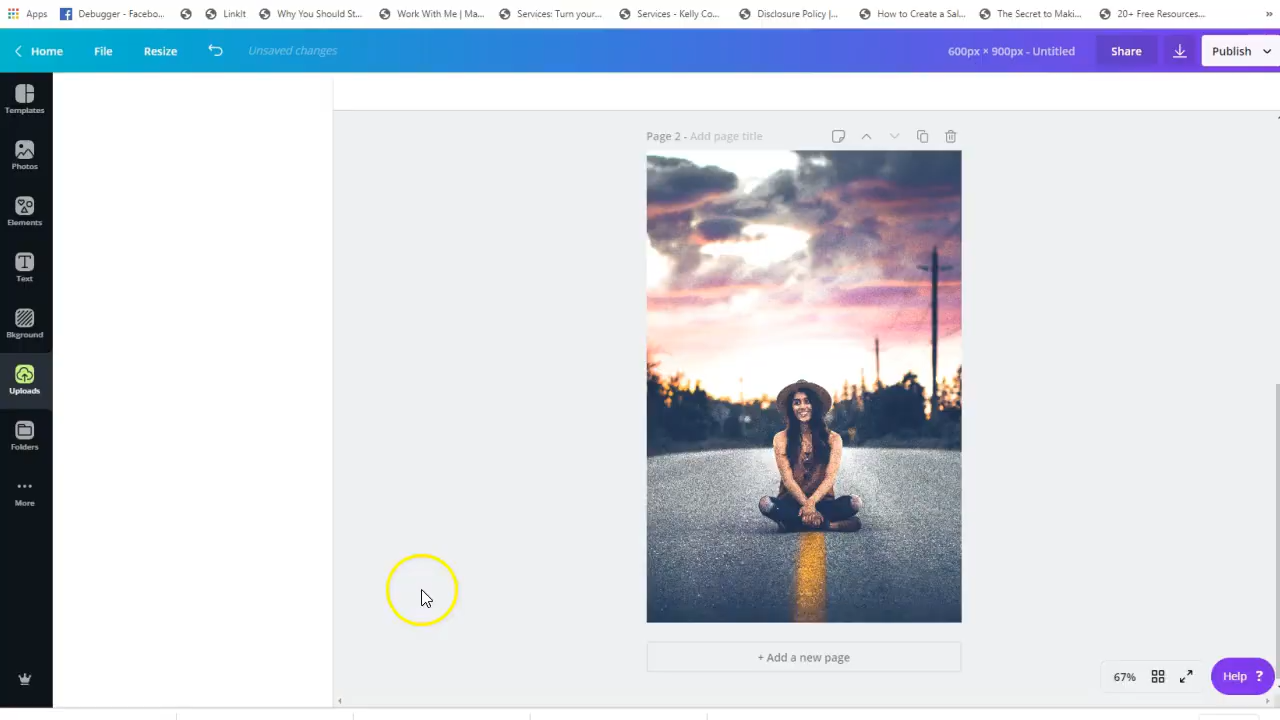 Apps Debugger - Facebo... LinkIt Why You Should St... Work With Me | Ma... Services: Turn your... Services - Kelly Co... Disclosure Policy |... How to Create a Sal... The Secret to Maki... 20+ Free Resources... »
Home File Resize Unsaved changes 600px × 900px - Untitled Share Publish
Templates
Photos
Elements
Text
Bkground
Uploads
Folders
More
Page 2 - Add page title
+ Add a new page
67% Help ?